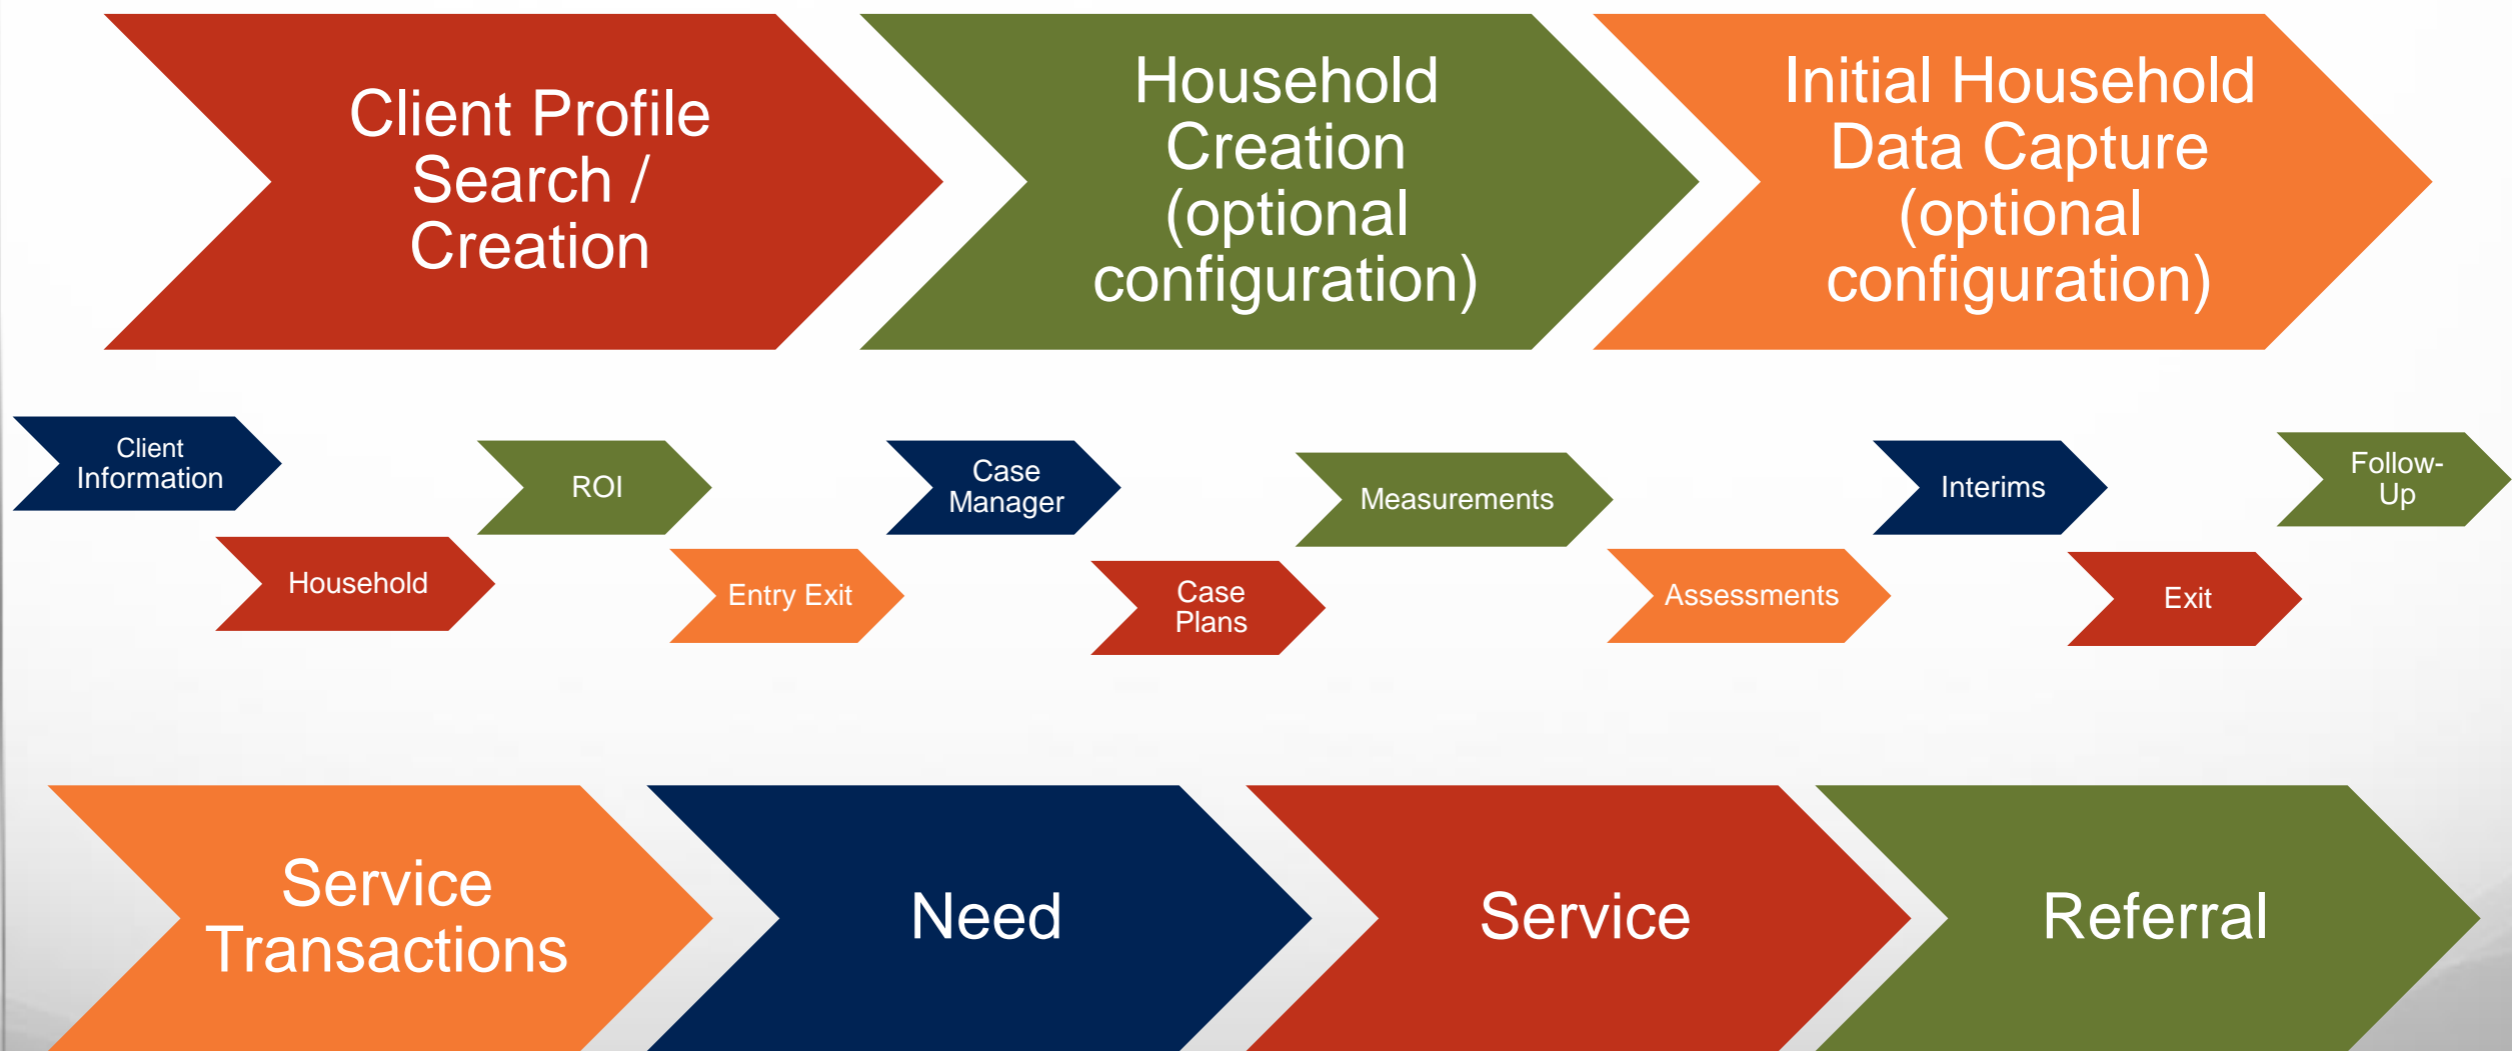 Client Profile
Search /
Creation
Household
Creation
(optional
configuration)
Initial Household
Data Capture
(optional
configuration)
Client
Information
Household
ROI
Entry Exit
Case
Manager
Case
Plans
Measurements
Assessments
Interims
Exit
Follow-
Up
Service
Transactions
Need
Service
Referral